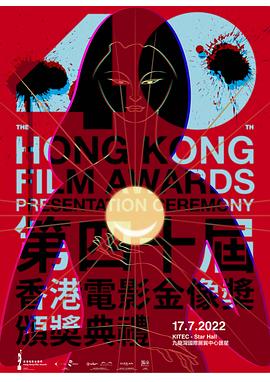 40
THE TH
HONG KONG
FILM AWARDS
PRESENTATION CEREMONY
第四十屆
香港電影金像獎
頒獎典禮
17.7.2022
KITEC - Star Hall
九龍灣國際展貿中心匯星